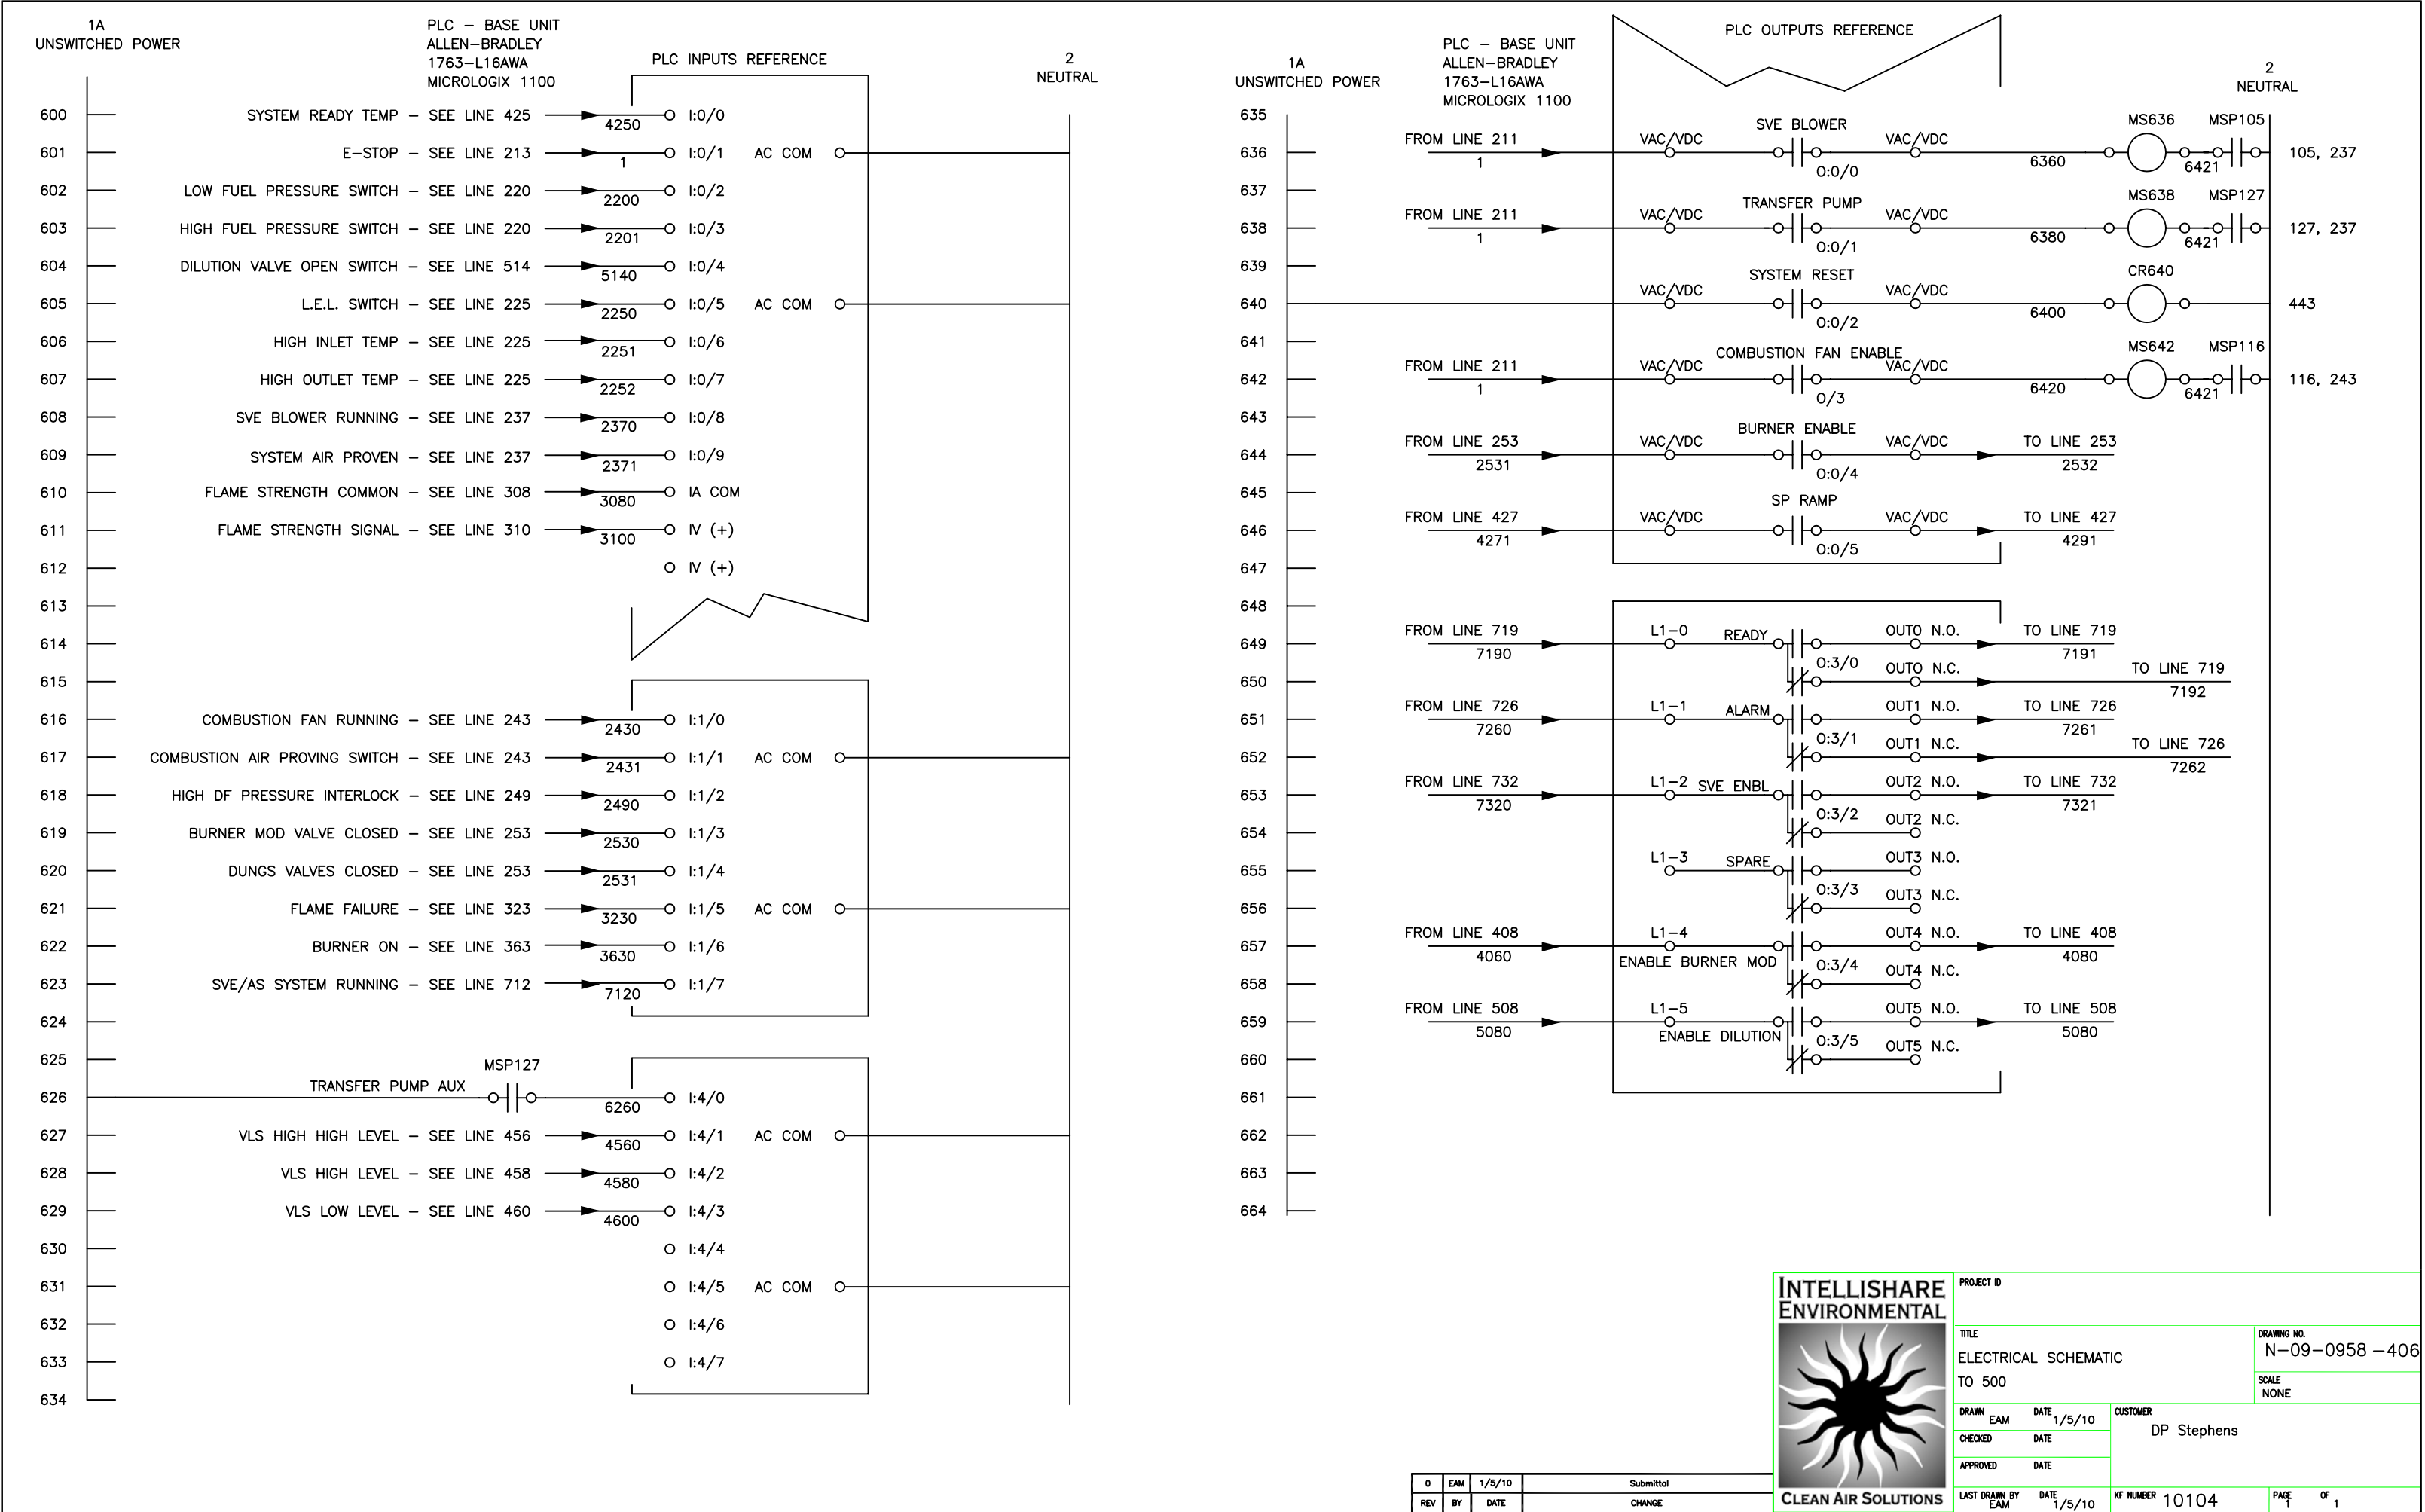 1A
UNSWITCHED POWER
PLC - BASE UNIT
ALLEN-BRADLEY
1763-L16AWA
MICROLOGIX 1100
PLC INPUTS REFERENCE
2
NEUTRAL
600 SYSTEM READY TEMP - SEE LINE 425 4250 I:0/0
601 E-STOP - SEE LINE 213 1 I:0/1 AC COM
602 LOW FUEL PRESSURE SWITCH - SEE LINE 220 2200 I:0/2
603 HIGH FUEL PRESSURE SWITCH - SEE LINE 220 2201 I:0/3
604 DILUTION VALVE OPEN SWITCH - SEE LINE 514 5140 I:0/4
605 L.E.L. SWITCH - SEE LINE 225 2250 I:0/5 AC COM
606 HIGH INLET TEMP - SEE LINE 225 2251 I:0/6
607 HIGH OUTLET TEMP - SEE LINE 225 2252 I:0/7
608 SVE BLOWER RUNNING - SEE LINE 237 2370 I:0/8
609 SYSTEM AIR PROVEN - SEE LINE 237 2371 I:0/9
610 FLAME STRENGTH COMMON - SEE LINE 308 3080 IA COM
611 FLAME STRENGTH SIGNAL - SEE LINE 310 3100 IV (+)
612 IV (+)
613
614
615
616 COMBUSTION FAN RUNNING - SEE LINE 243 2430 I:1/0
617 COMBUSTION AIR PROVING SWITCH - SEE LINE 243 2431 I:1/1 AC COM
618 HIGH DF PRESSURE INTERLOCK - SEE LINE 249 2490 I:1/2
619 BURNER MOD VALVE CLOSED - SEE LINE 253 2530 I:1/3
620 DUNGS VALVES CLOSED - SEE LINE 253 2531 I:1/4
621 FLAME FAILURE - SEE LINE 323 3230 I:1/5 AC COM
622 BURNER ON - SEE LINE 363 3630 I:1/6
623 SVE/AS SYSTEM RUNNING - SEE LINE 712 7120 I:1/7
624
625
MSP127
626 TRANSFER PUMP AUX 6260 I:4/0
627 VLS HIGH HIGH LEVEL - SEE LINE 456 4560 I:4/1 AC COM
628 VLS HIGH LEVEL - SEE LINE 458 4580 I:4/2
629 VLS LOW LEVEL - SEE LINE 460 4600 I:4/3
630 I:4/4
631 I:4/5 AC COM
632 I:4/6
633 I:4/7
634
1A
UNSWITCHED POWER
PLC - BASE UNIT
ALLEN-BRADLEY
1763-L16AWA
MICROLOGIX 1100
PLC OUTPUTS REFERENCE
2
NEUTRAL
635
SVE BLOWER MS636 MSP105
FROM LINE 211 VAC/VDC VAC/VDC
636 1 O:0/0 6360 6421 105, 237
637
TRANSFER PUMP MS638 MSP127
FROM LINE 211 VAC/VDC VAC/VDC
638 1 O:0/1 6380 6421 127, 237
639
SYSTEM RESET CR640
VAC/VDC VAC/VDC
640 O:0/2 6400 443
641
COMBUSTION FAN ENABLE MS642 MSP116
FROM LINE 211 VAC/VDC VAC/VDC
642 1 O/3 6420 6421 116, 243
643
BURNER ENABLE
FROM LINE 253 VAC/VDC VAC/VDC TO LINE 253
644 2531 O:0/4 2532
645
SP RAMP
FROM LINE 427 VAC/VDC VAC/VDC TO LINE 427
646 4271 O:0/5 4291
647
648
FROM LINE 719 L1-0 READY OUT0 N.O. TO LINE 719
649 7190 O:3/0 7191
OUT0 N.C. TO LINE 719
650 7192
FROM LINE 726 L1-1 ALARM OUT1 N.O. TO LINE 726
651 7260 O:3/1 7261
OUT1 N.C. TO LINE 726
652 7262
FROM LINE 732 L1-2 SVE ENBL OUT2 N.O. TO LINE 732
653 7320 O:3/2 7321
654 OUT2 N.C.
655 L1-3 SPARE OUT3 N.O.
O:3/3
656 OUT3 N.C.
FROM LINE 408 L1-4 OUT4 N.O. TO LINE 408
657 4060 ENABLE BURNER MOD O:3/4 4080
658 OUT4 N.C.
FROM LINE 508 L1-5 OUT5 N.O. TO LINE 508
659 5080 ENABLE DILUTION O:3/5 5080
660 OUT5 N.C.
661
662
663
664
INTELLISHARE
ENVIRONMENTAL
CLEAN AIR SOLUTIONS
PROJECT ID
TITLE
ELECTRICAL SCHEMATIC
TO 500
DRAWING NO.
N-09-0958 -406
SCALE
NONE
DRAWN EAM DATE 1/5/10
CUSTOMER
DP Stephens
CHECKED DATE
APPROVED DATE
LAST DRAWN BY EAM DATE 1/5/10
KF NUMBER 10104
PAGE 1 OF 1
0 EAM 1/5/10 Submittal
REV BY DATE CHANGE